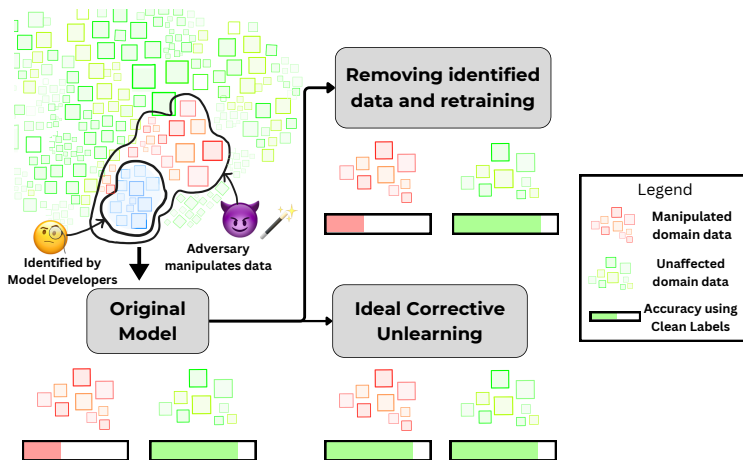 Removing identified
data and retraining
Legend
Manipulated
domain data
Unaffected
domain data
Accuracy using
Clean Labels
Identified by
Model Developers
Adversary
manipulates data
Original
Model
Ideal Corrective
Unlearning